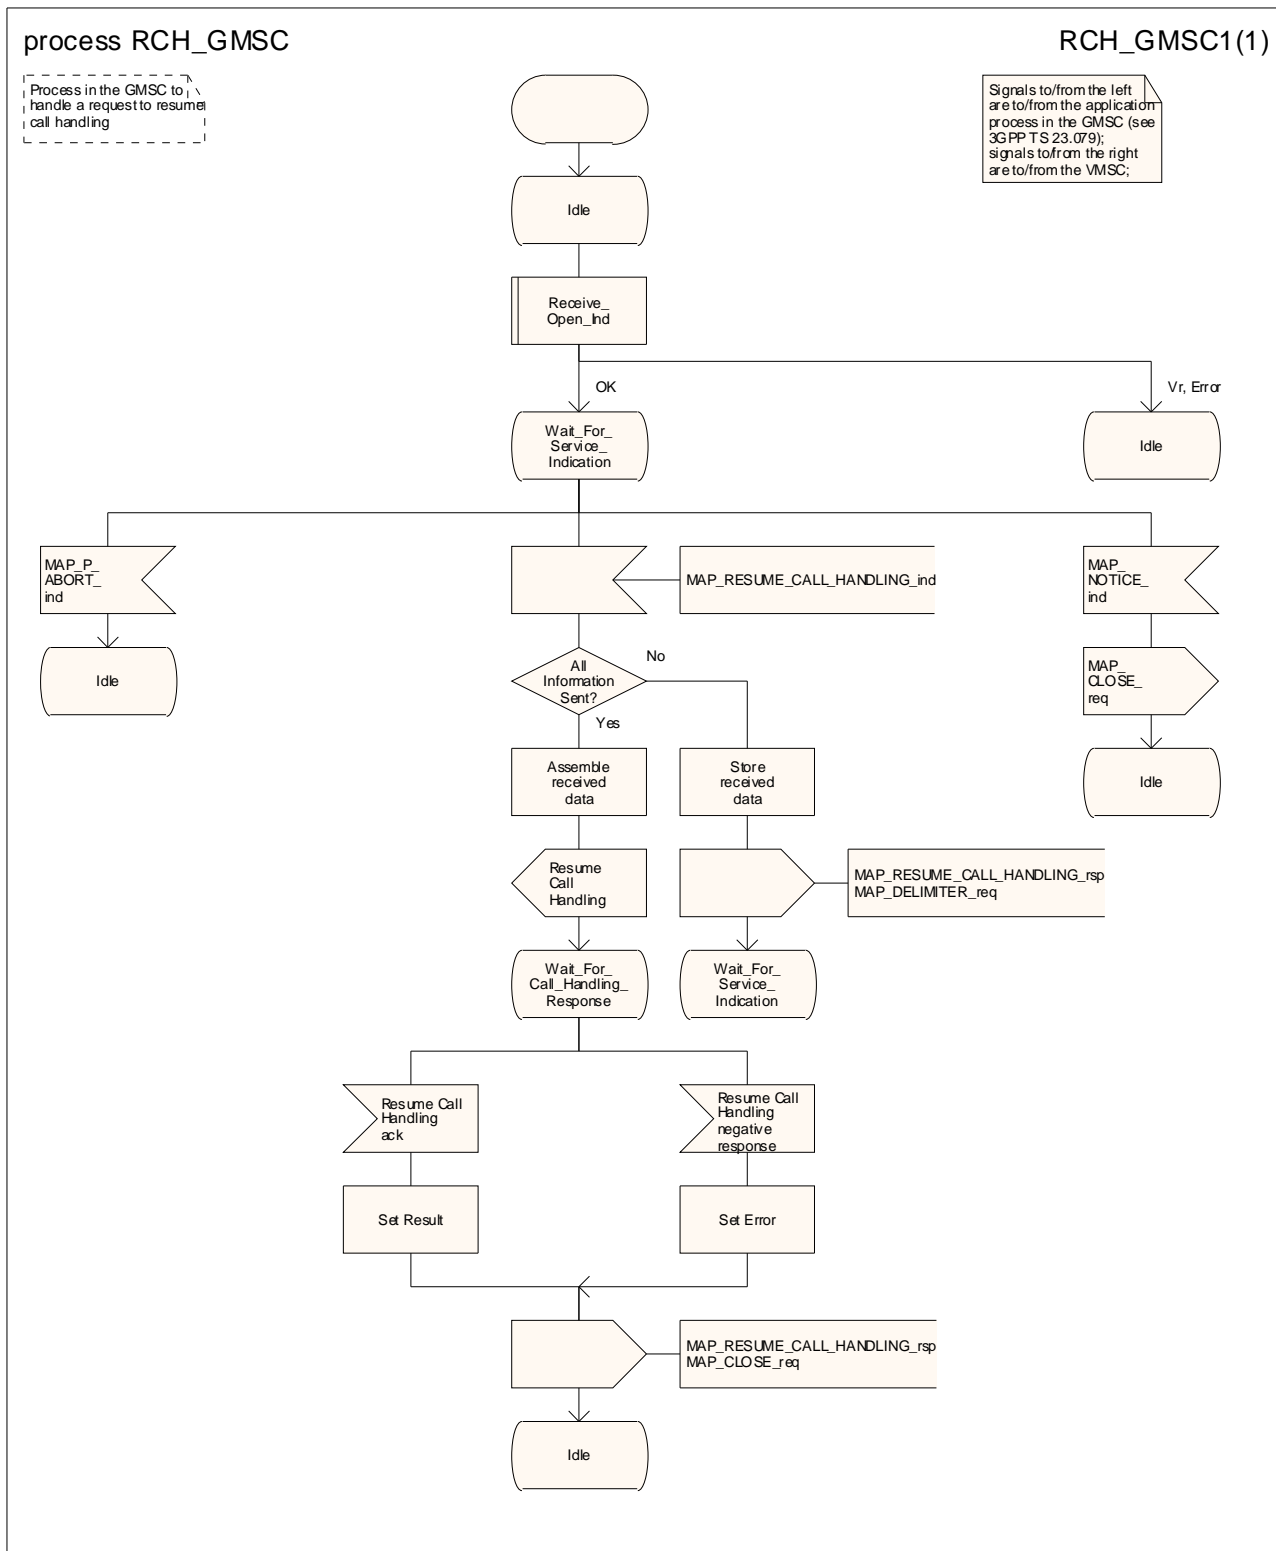 process RCH_GMSC
RCH_GMSC1(1)
Process in the GMSC to
handle a request to resume
call handling
Signals to/from the left
are to/from the application
process in the GMSC (see
3GPP TS 23.079);
signals to/from the right
are to/from the VMSC;
Idle
Receive_
Open_Ind
OK
Vr, Error
Wait_For_
Service_
Indication
Idle
MAP_P_
ABORT_
ind
MAP_RESUME_CALL_HANDLING_ind
MAP_
NOTICE_
ind
Idle
All
Information
Sent?
No
Yes
MAP_
CLOSE_
req
Assemble
received
data
Store
received
data
Idle
Resume
Call
Handling
MAP_RESUME_CALL_HANDLING_rsp
MAP_DELIMITER_req
Wait_For_
Call_Handling_
Response
Wait_For_
Service_
Indication
Resume Call
Handling
ack
Resume Call
Handling
negative
response
Set Result
Set Error
MAP_RESUME_CALL_HANDLING_rsp
MAP_CLOSE_req
Idle